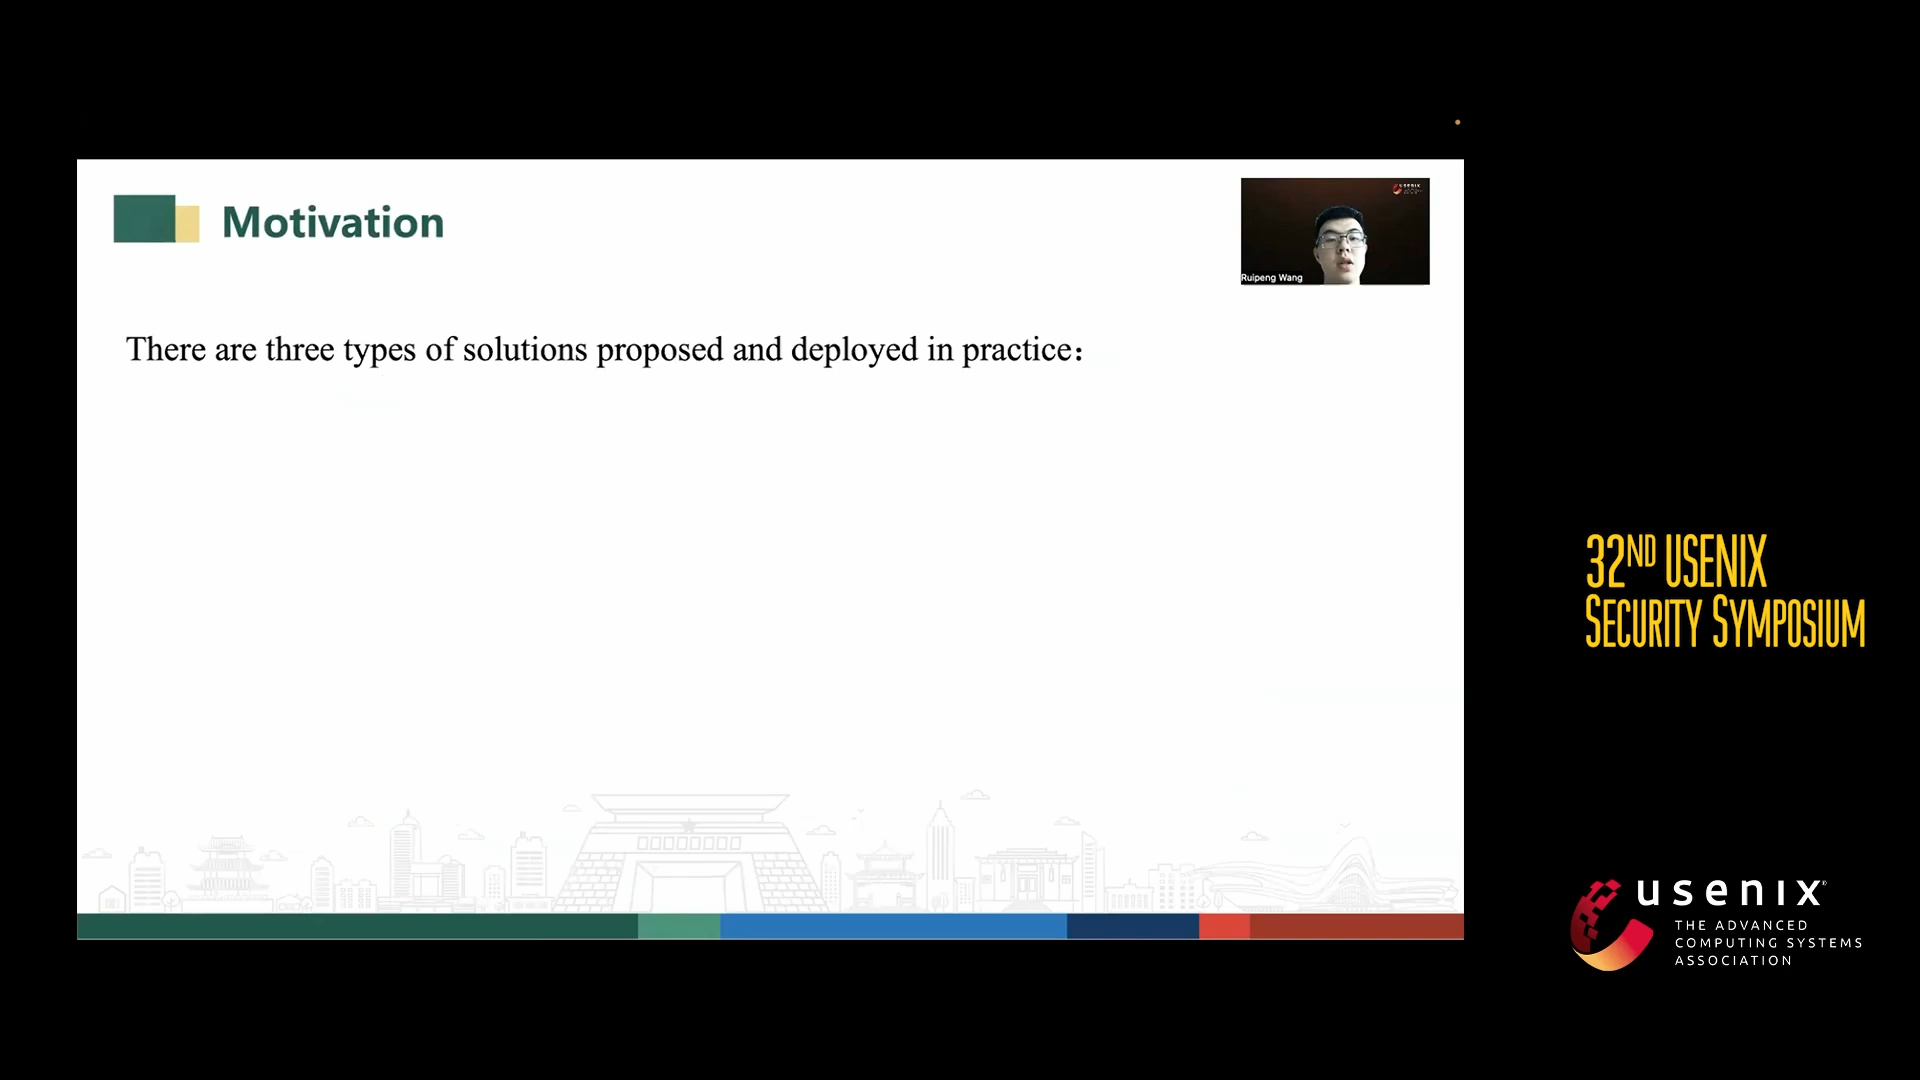 Motivation
Ruipeng Wang
There are three types of solutions proposed and deployed in practice：
32ND USENIX
SECURITY SYMPOSIUM
usenix®
THE ADVANCED
COMPUTING SYSTEMS
ASSOCIATION